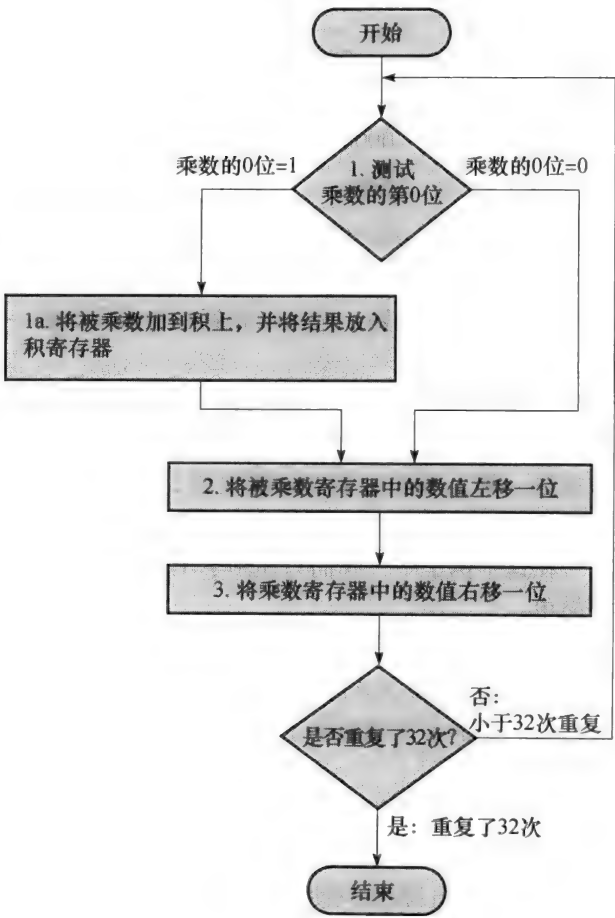 开始
乘数的0位=1
1. 测试
乘数的第0位
乘数的0位=0
1a. 将被乘数加到积上，并将结果放入
积寄存器
2. 将被乘数寄存器中的数值左移一位
3. 将乘数寄存器中的数值右移一位
是否重复了32次?
否：
小于32次重复
是：重复了32次
结束